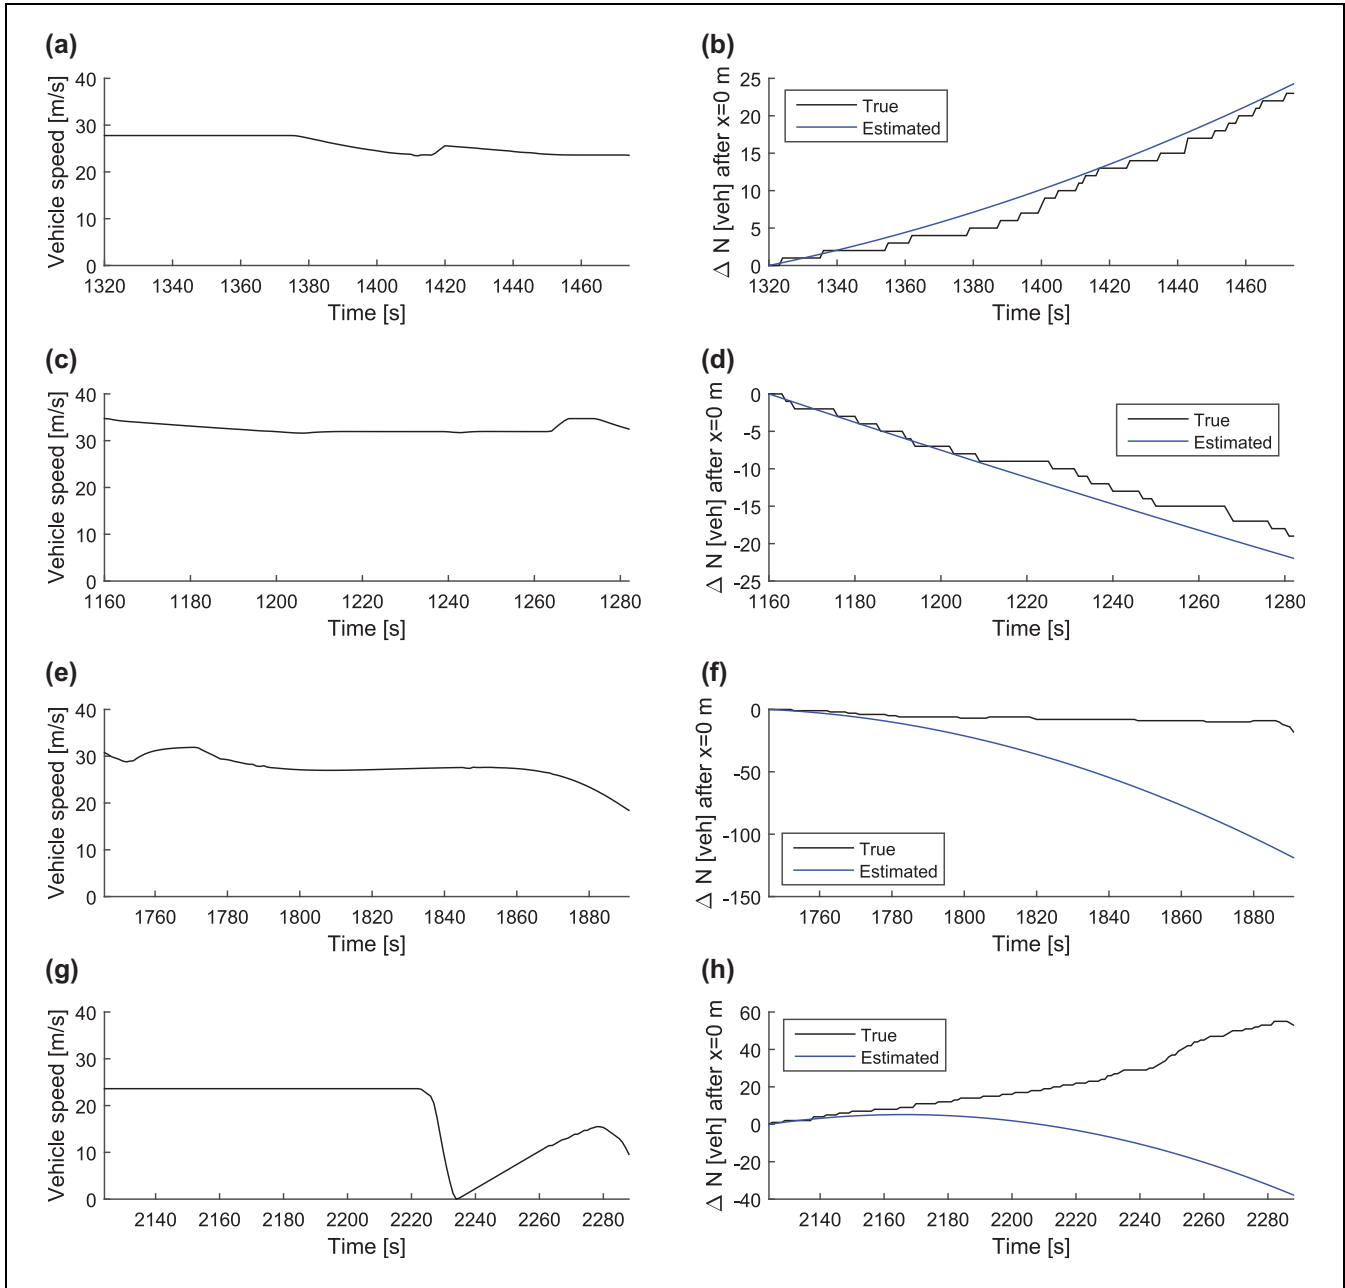 (a)
Vehicle speed [m/s]
40
30
20
10
0
1320 1340 1360 1380 1400 1420 1440 1460
Time [s]
(b)
Δ N [veh] after x=0 m
25
20
15
10
5
0
True
Estimated
1320 1340 1360 1380 1400 1420 1440 1460
Time [s]
(c)
Vehicle speed [m/s]
40
30
20
10
0
1160 1180 1200 1220 1240 1260 1280
Time [s]
(d)
Δ N [veh] after x=0 m
0
-5
-10
-15
-20
-25
True
Estimated
1160 1180 1200 1220 1240 1260 1280
Time [s]
(e)
Vehicle speed [m/s]
40
30
20
10
0
1760 1780 1800 1820 1840 1860 1880
Time [s]
(f)
Δ N [veh] after x=0 m
0
-50
-100
-150
True
Estimated
1760 1780 1800 1820 1840 1860 1880
Time [s]
(g)
Vehicle speed [m/s]
40
30
20
10
0
2140 2160 2180 2200 2220 2240 2260 2280
Time [s]
(h)
Δ N [veh] after x=0 m
60
40
20
0
-20
-40
True
Estimated
2140 2160 2180 2200 2220 2240 2260 2280
Time [s]